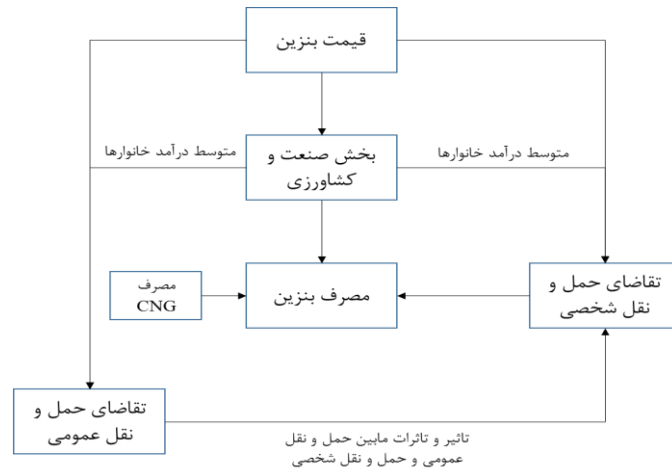 قیمت بنزین
بخش صنعت و
کشاورزی
متوسط درآمد خانوارها
متوسط درآمد خانوارها
تقاضای حمل و
نقل شخصی
مصرف بنزین
مصرف
CNG
تقاضای حمل و
نقل عمومی
تاثیر و تاثرات مابین حمل و نقل
عمومی و حمل و نقل شخصی